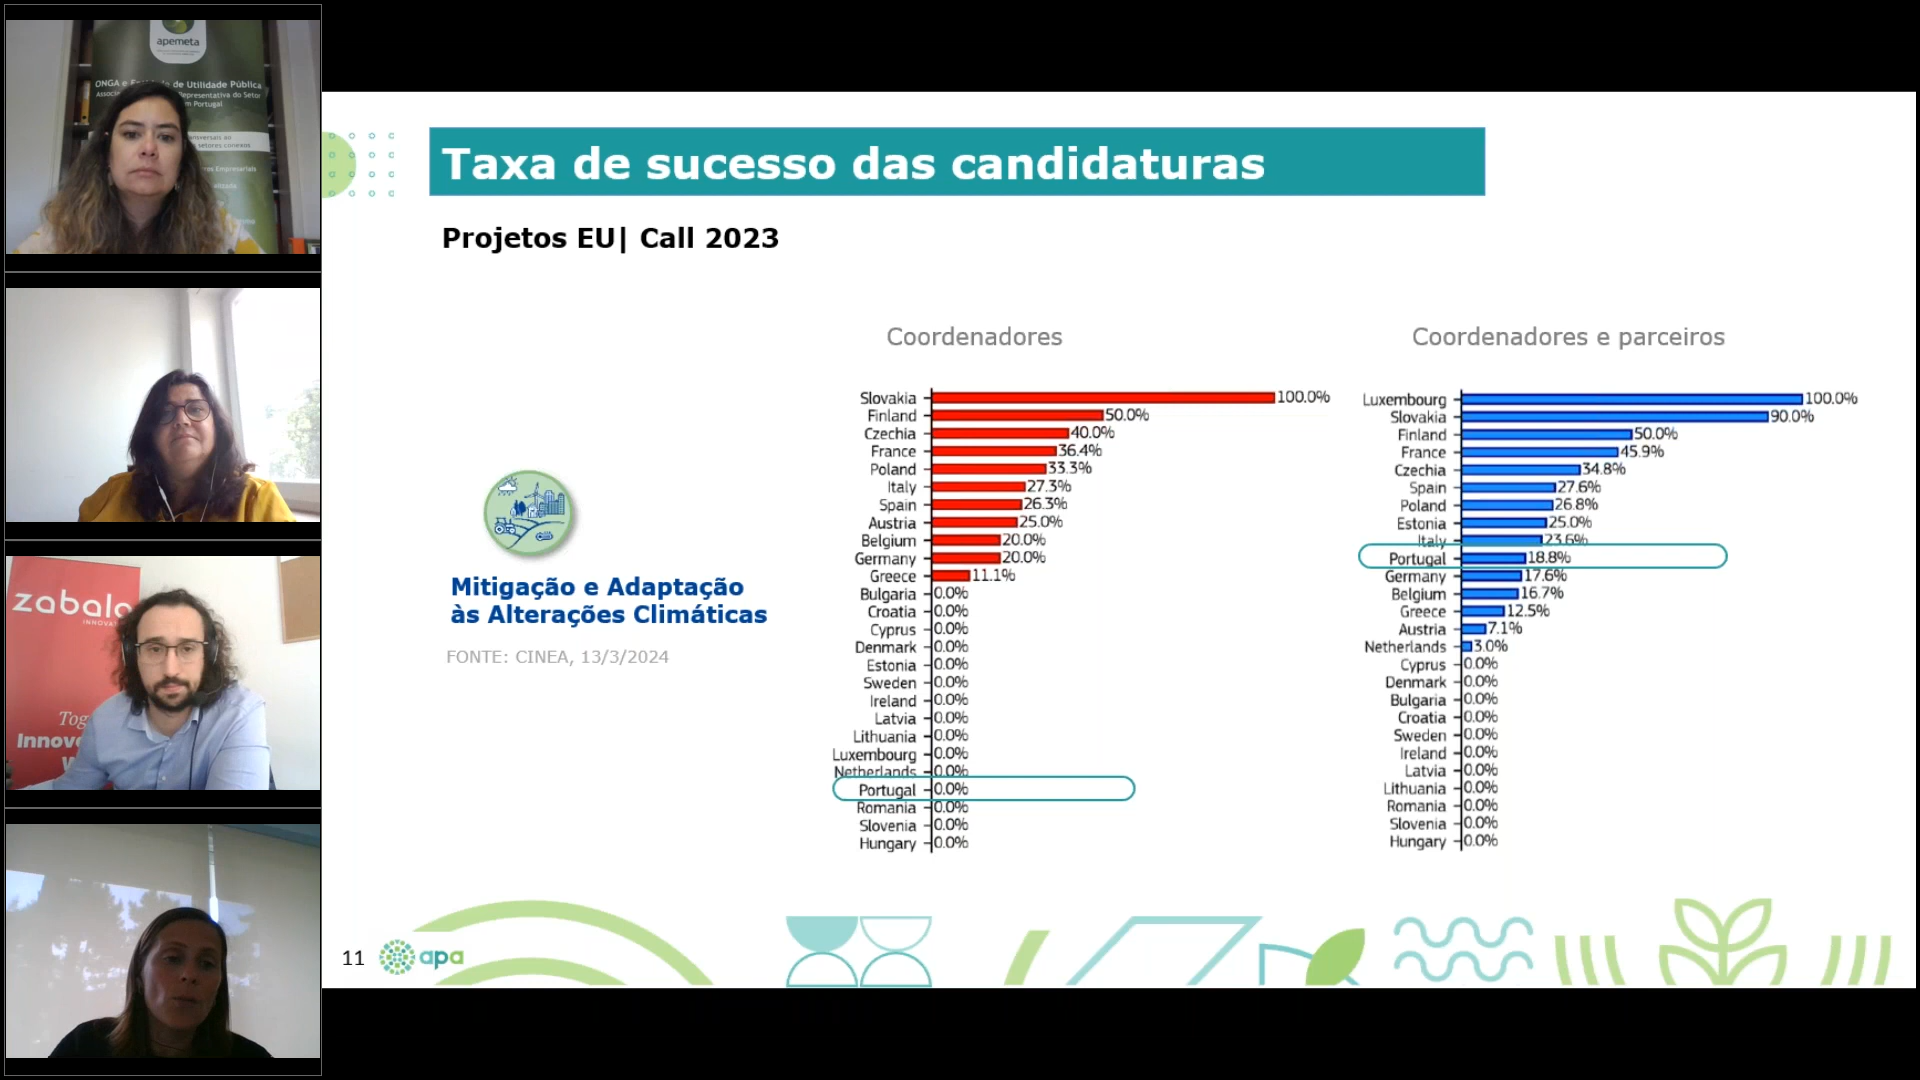 apemeta
ONGA e
de Utilidade Pública
Representativa do Setor
em Portugal
zabala
INNOVA
Tog
Innova
W
Taxa de sucesso das candidaturas
Projetos EU| Call 2023
Mitigação e Adaptação
às Alterações Climáticas
FONTE: CINEA, 13/3/2024
Coordenadores
Slovakia 100.0%
Finland 50.0%
Czechia 40.0%
France 36.4%
Poland 33.3%
Italy 27.3%
Spain 26.3%
Austria 25.0%
Belgium 20.0%
Germany 20.0%
Greece 11.1%
Bulgaria 0.0%
Croatia 0.0%
Cyprus 0.0%
Denmark 0.0%
Estonia 0.0%
Sweden 0.0%
Ireland 0.0%
Latvia 0.0%
Lithuania 0.0%
Luxembourg 0.0%
Netherlands 0.0%
Portugal 0.0%
Romania 0.0%
Slovenia 0.0%
Hungary 0.0%
Coordenadores e parceiros
Luxembourg 100.0%
Slovakia 90.0%
Finland 50.0%
France 45.9%
Czechia 34.8%
Spain 27.6%
Poland 26.8%
Estonia 25.0%
Italy 23.6%
Portugal 18.8%
Germany 17.6%
Belgium 16.7%
Greece 12.5%
Austria 7.1%
Netherlands 3.0%
Cyprus 0.0%
Denmark 0.0%
Bulgaria 0.0%
Croatia 0.0%
Sweden 0.0%
Ireland 0.0%
Latvia 0.0%
Lithuania 0.0%
Romania 0.0%
Slovenia 0.0%
Hungary 0.0%
11
apa